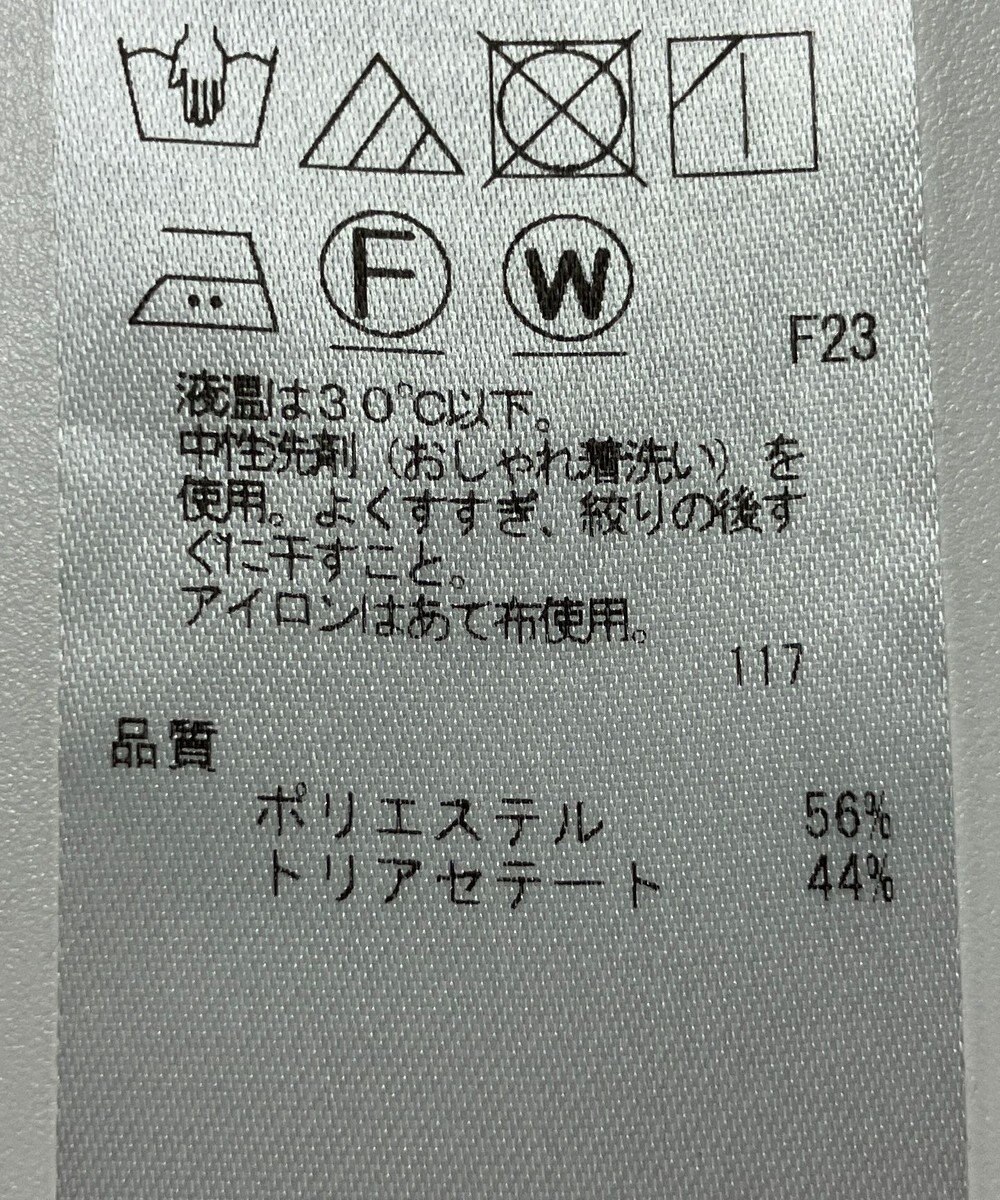 F
W
F23
液温は30℃以下。
中性洗剤（おしゃれ着洗い）を
使用。よくすすぎ、絞りの後す
ぐに干すこと。
アイロンはあて布使用。
117
品質
ポリエステル 56%
トリアセテート 44%